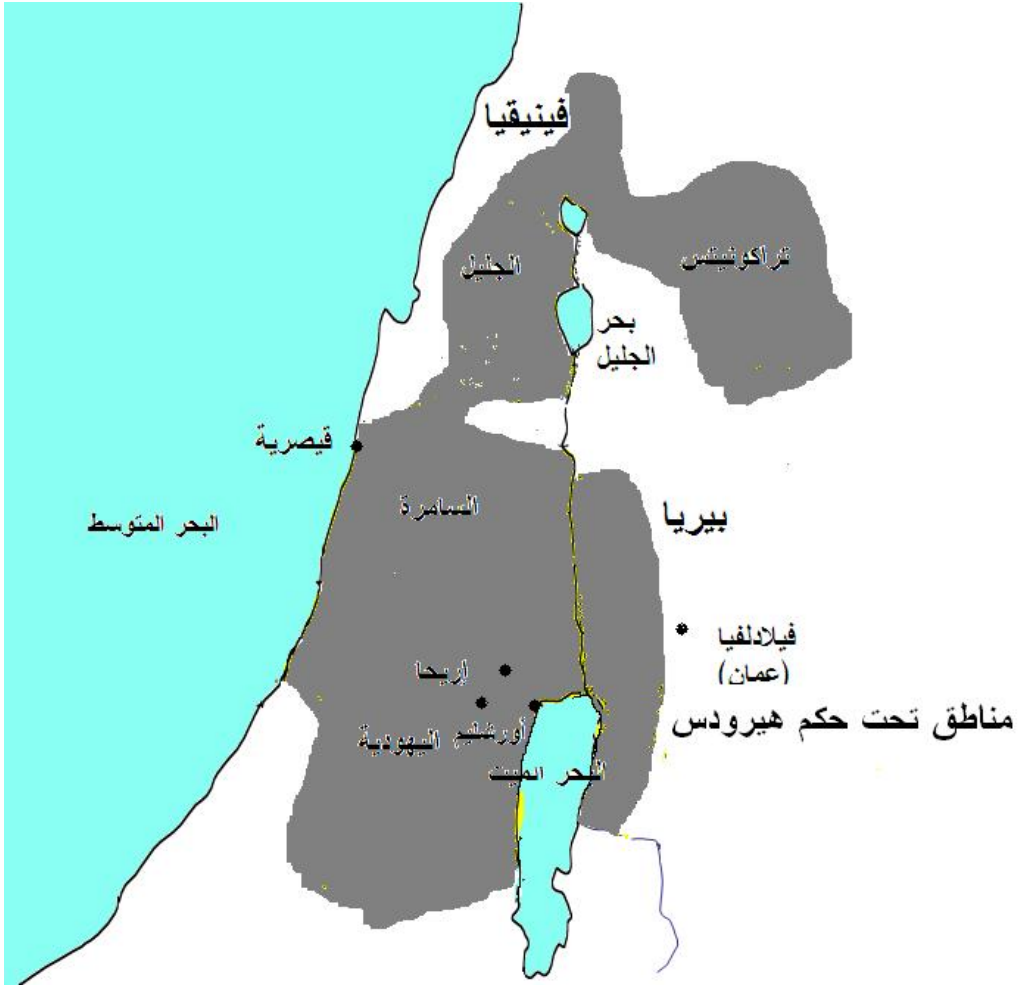 فينيقيا
الجليل
تراكونيتس
بحر
الجليل
قيصرية
السامرة
البحر المتوسط
بيريا
فيلادلفيا
(عمان)
إريحا
مناطق تحت حكم هيرودس
أورشليم
اليهودية
البحر الميت